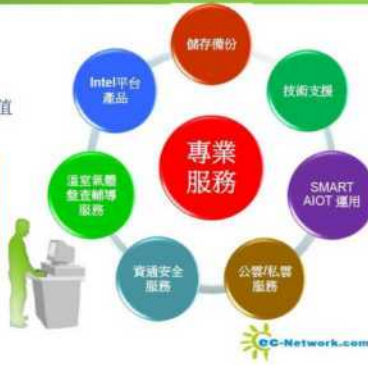 值
儲存備份
Intel平台
產品
技術支援
專業
服務
溫室氣體
盤查輔導
服務
SMART
AIOT 運用
資通安全
服務
公雲/私雲
服務
EC-Network.com